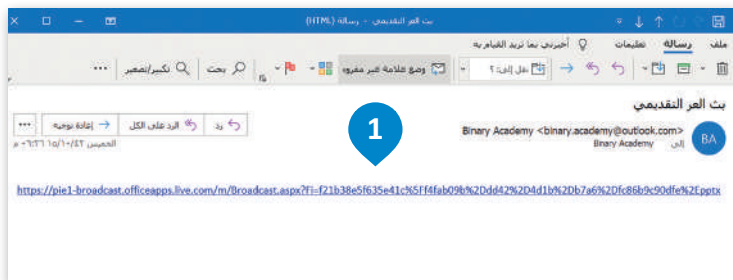 بث العر التقديمي - رسالة (HTML)
ملف رسالة تعليمات أخبرني بما تريد القيام به
نقل إلى: ? وضع علامة غير مقروء بحث تكبير/تصغير ...
بث العر التقديمي
Binary Academy <binary.academy@outlook.com>
إلى Binary Academy
BA
رد الرد على الكل إعادة توجيه ...
الخميس
1
https://pie1-broadcast.officeapps.live.com/m/Broadcast.aspx?Fi=f21b38e5f635e41c%5Ff4fab09b%2Ddd42%2D4d1b%2Db7a6%2Dfc86b9c90dfe%2Epptx